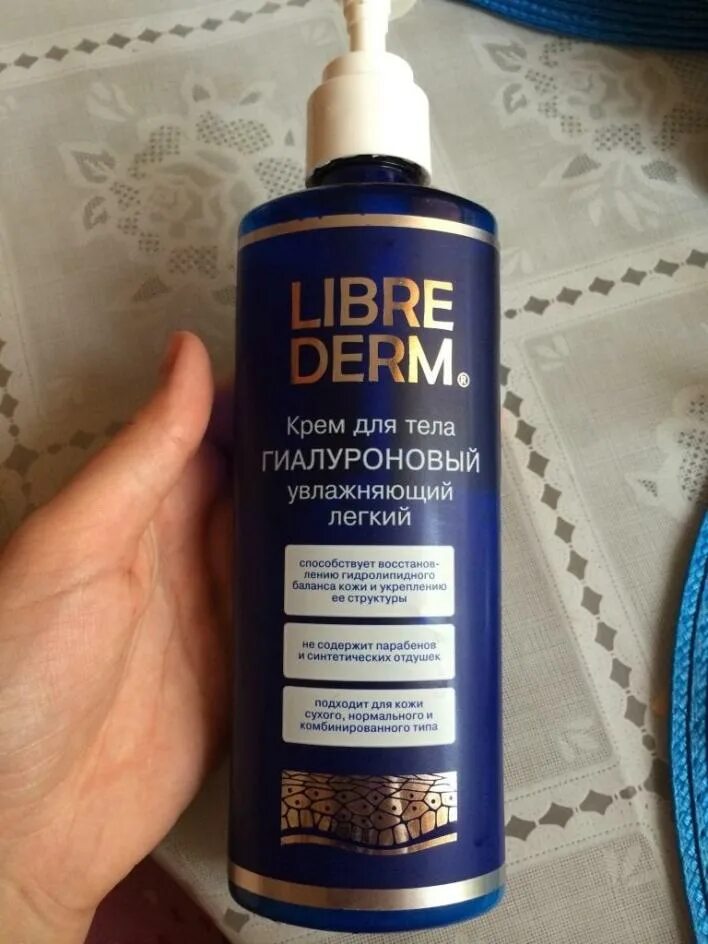 LIBRE
DERM®
Крем для тела
ГИАЛУРОНОВЫЙ
увлажняющий
легкий
способствует восстанов-
лению гидролипидного
баланса кожи и укреплению
ее структуры
не содержит парабенов
и синтетических отдушек
подходит для кожи
сухого, нормального и
комбинированного типа